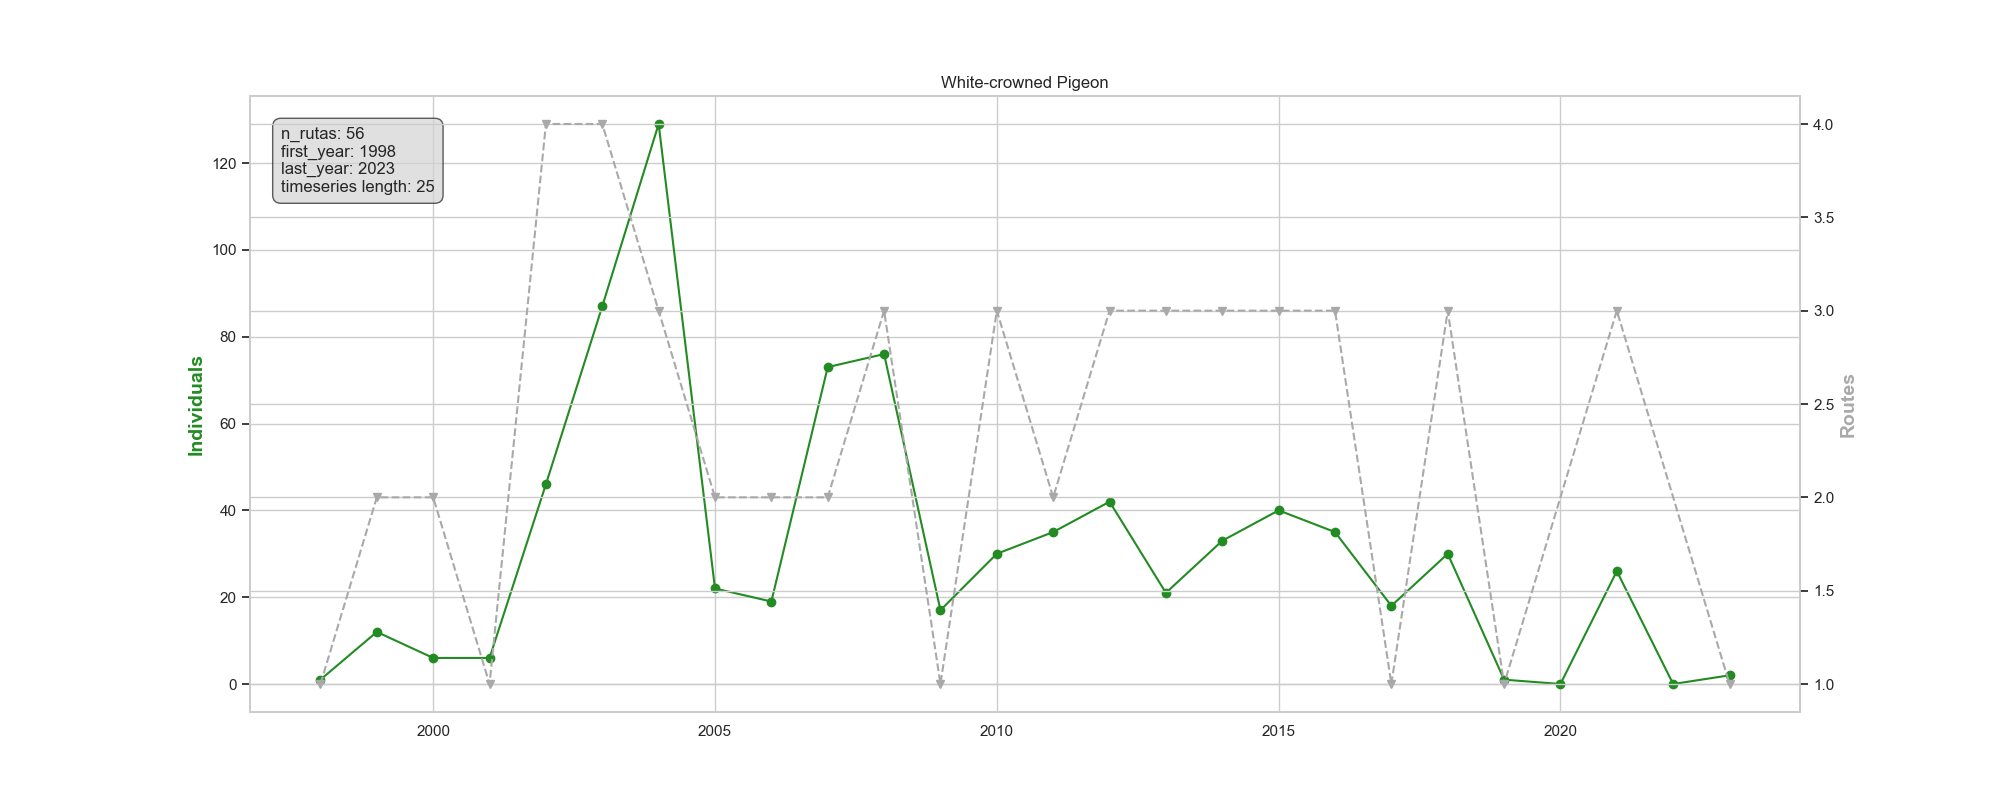 White-crowned Pigeon
n_rutas: 56
first_year: 1998
last_year: 2023
timeseries length: 25
120
100
80
60
40
20
0
Individuals
4.0
3.5
3.0
2.5
2.0
1.5
1.0
Routes
2000
2005
2010
2015
2020